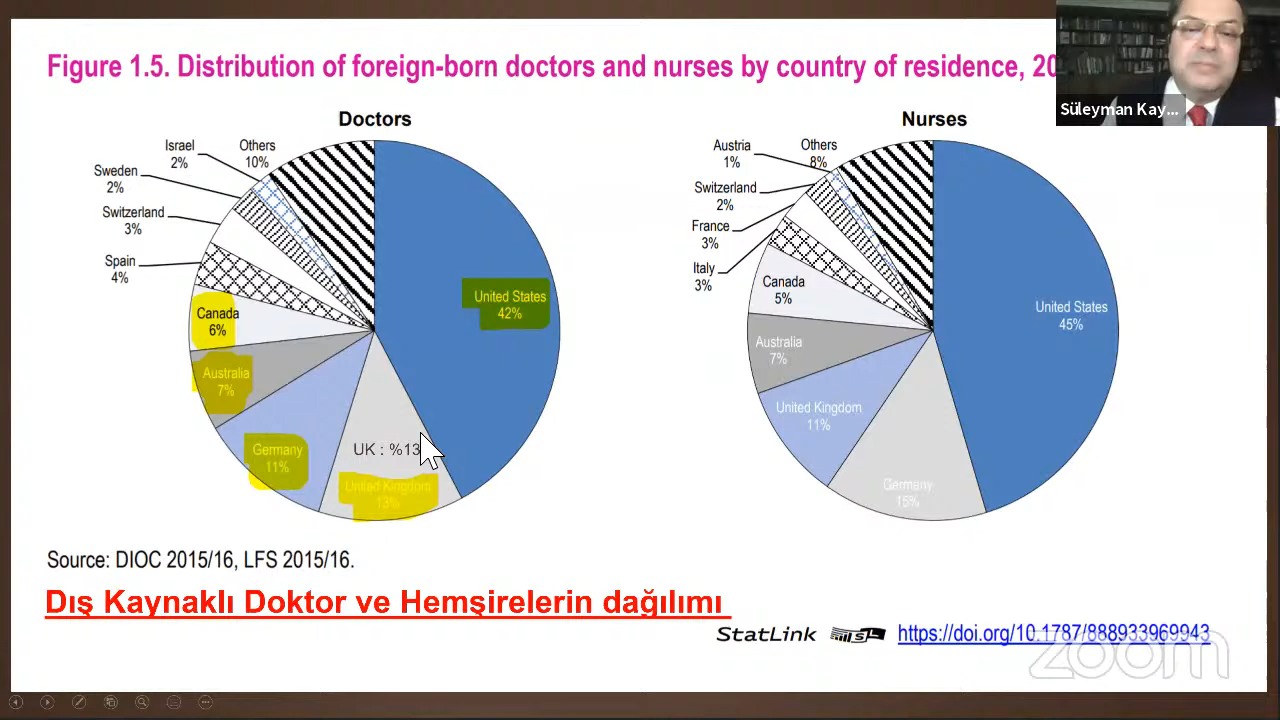 Figure 1.5. Distribution of foreign-born doctors and nurses by country of residence, 20
Süleyman Kay...
Doctors
Israel
2%
Others
10%
Sweden
2%
Switzerland
3%
Spain
4%
Canada
6%
Australia
7%
Germany
11%
UK : %13
United Kingdom
13%
United States
42%
Nurses
Austria
1%
Others
8%
Switzerland
2%
France
3%
Italy
3%
Canada
5%
Australia
7%
United Kingdom
11%
Germany
15%
United States
45%
Source: DIOC 2015/16, LFS 2015/16.
Dış Kaynaklı Doktor ve Hemşirelerin dağılımı
StatLink https://doi.org/10.1787/888933969943
zoom